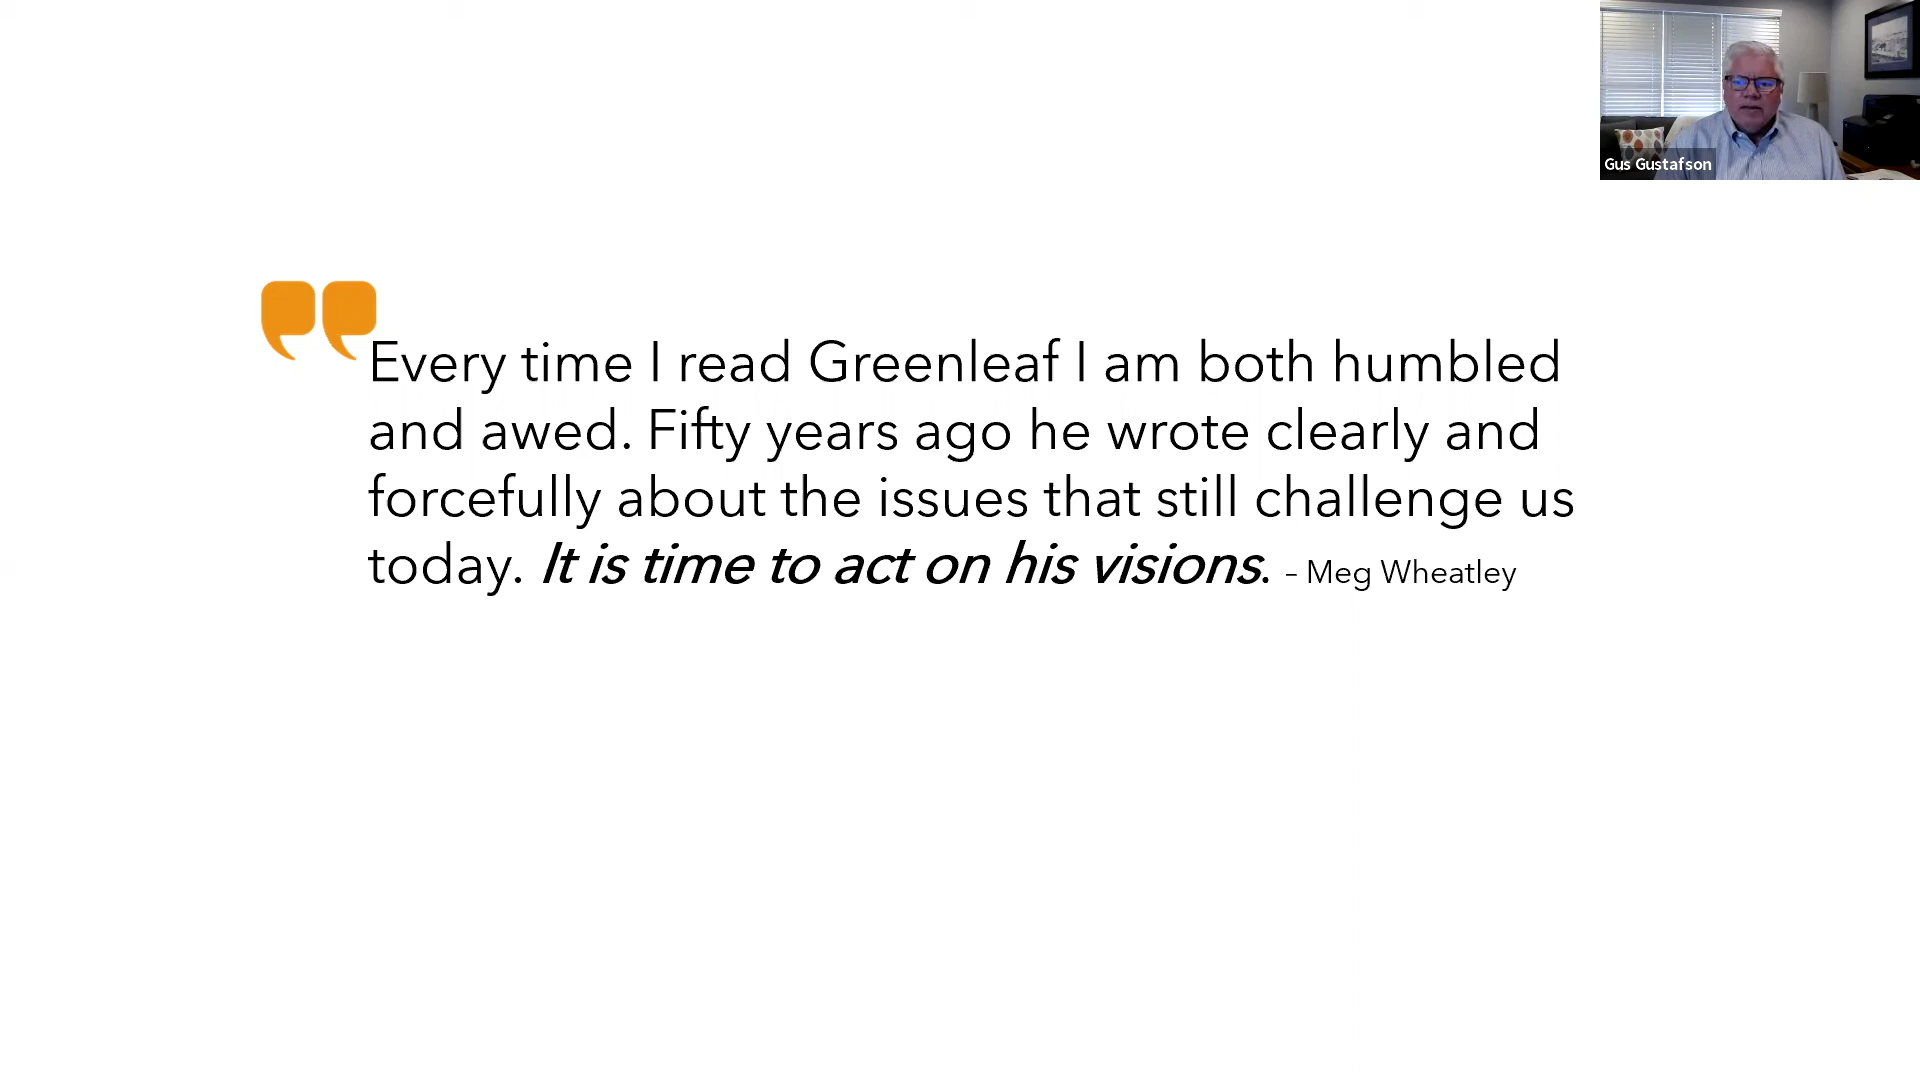 Gus Gustafson
Every time I read Greenleaf I am both humbled
and awed. Fifty years ago he wrote clearly and
forcefully about the issues that still challenge us
today. It is time to act on his visions. – Meg Wheatley